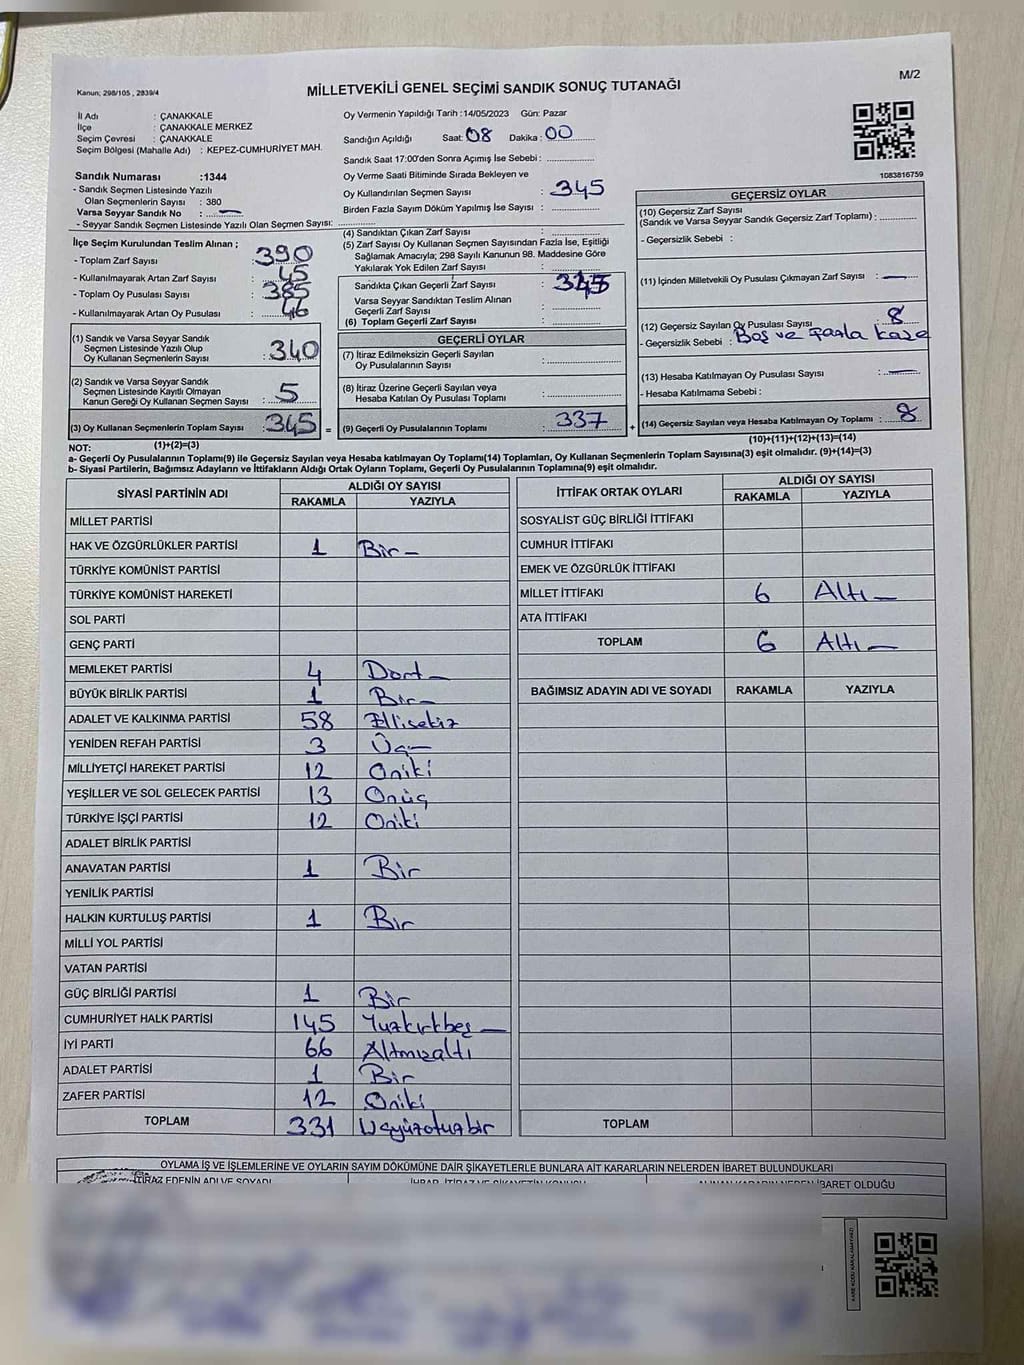 Kanun; 298/105 , 2839/4
MİLLETVEKİLİ GENEL SEÇİMİ SANDIK SONUÇ TUTANAĞI
M/2
İl Adı : ÇANAKKALE
İlçe : ÇANAKKALE MERKEZ
Seçim Çevresi : ÇANAKKALE
Seçim Bölgesi (Mahalle Adı) : KEPEZ-CUMHURİYET MAH.
Sandık Numarası :1344
- Sandık Seçmen Listesinde Yazılı
Olan Seçmenlerin Sayısı : 380
Varsa Seyyar Sandık No : —
- Seyyar Sandık Seçmen Listesinde Yazılı Olan Seçmen Sayısı:
İlçe Seçim Kurulundan Teslim Alınan ;
- Toplam Zarf Sayısı : 390
- Kullanılmayarak Artan Zarf Sayısı : 45
- Toplam Oy Pusulası Sayısı : 385
- Kullanılmayarak Artan Oy Pusulası :
(1) Sandık ve Varsa Seyyar Sandık
Seçmen Listesinde Yazılı Olup
Oy Kullanan Seçmenlerin Sayısı : 340
(2) Sandık ve Varsa Seyyar Sandık
Seçmen Listesinde Kayıtlı Olmayan
Kanun Gereği Oy Kullanan Seçmen Sayısı : 5
(3) Oy Kullanan Seçmenlerin Toplam Sayısı : 345 =
Oy Vermenin Yapıldığı Tarih :14/05/2023 Gün: Pazar
Sandığın Açıldığı Saat: 08 Dakika : 00
Sandık Saat 17:00'den Sonra Açımış İse Sebebi :
Oy Verme Saati Bitiminde Sırada Bekleyen ve
Oy Kullandırılan Seçmen Sayısı : 345
Birden Fazla Sayım Döküm Yapılmış İse Sayısı :
(4) Sandıktan Çıkan Zarf Sayısı :
(5) Zarf Sayısı Oy Kullanan Seçmen Sayısından Fazla İse, Eşitliği
Sağlamak Amacıyla; 298 Sayılı Kanunun 98. Maddesine Göre
Yakılarak Yok Edilen Zarf Sayısı :
Sandıkta Çıkan Geçerli Zarf Sayısı : 345
Varsa Seyyar Sandıktan Teslim Alınan
Geçerli Zarf Sayısı :
(6) Toplam Geçerli Zarf Sayısı :
GEÇERLİ OYLAR
(7) İtiraz Edilmeksizin Geçerli Sayılan
Oy Pusulalarının Sayısı :
(8) İtiraz Üzerine Geçerli Sayılan veya
Hesaba Katılan Oy Pusulası Toplamı :
(9) Geçerli Oy Pusulalarının Toplamı : 337 +
1083816759
GEÇERSİZ OYLAR
(10) Geçersiz Zarf Sayısı
(Sandık ve Varsa Seyyar Sandık Geçersiz Zarf Toplamı) :
- Geçersizlik Sebebi :
(11) İçinden Milletvekili Oy Pusulası Çıkmayan Zarf Sayısı : —
(12) Geçersiz Sayılan Oy Pusulası Sayısı : 8
- Geçersizlik Sebebi : Boş ve fazla kaşe
(13) Hesaba Katılmayan Oy Pusulası Sayısı : —
- Hesaba Katılmama Sebebi :
(14) Geçersiz Sayılan veya Hesaba Katılmayan Oy Toplamı : 8
(10)+(11)+(12)+(13)=(14)
NOT: (1)+(2)=(3)
a- Geçerli Oy Pusulalarının Toplamı(9) ile Geçersiz Sayılan veya Hesaba katılmayan Oy Toplamı(14) Toplamları, Oy Kullanan Seçmenlerin Toplam Sayısına(3) eşit olmalıdır. (9)+(14)=(3)
b- Siyasi Partilerin, Bağımsız Adayların ve İttifakların Aldığı Ortak Oyların Toplamı, Geçerli Oy Pusulalarının Toplamına(9) eşit olmalıdır.
SİYASİ PARTİNİN ADI ALDIĞI OY SAYISI
RAKAMLA YAZIYLA
MİLLET PARTİSİ
HAK VE ÖZGÜRLÜKLER PARTİSİ 1 Bir —
TÜRKİYE KOMÜNİST PARTİSİ
TÜRKİYE KOMÜNİST HAREKETİ
SOL PARTİ
GENÇ PARTİ
MEMLEKET PARTİSİ 4 Dört —
BÜYÜK BİRLİK PARTİSİ 1 Bir —
ADALET VE KALKINMA PARTİSİ 58 Ellisekiz
YENİDEN REFAH PARTİSİ 3 Üç —
MİLLİYETÇİ HAREKET PARTİSİ 12 Oniki
YEŞİLLER VE SOL GELECEK PARTİSİ 13 Onüç
TÜRKİYE İŞÇİ PARTİSİ 12 Oniki
ADALET BİRLİK PARTİSİ
ANAVATAN PARTİSİ 1 Bir
YENİLİK PARTİSİ
HALKIN KURTULUŞ PARTİSİ 1 Bir
MİLLİ YOL PARTİSİ
VATAN PARTİSİ
GÜÇ BİRLİĞİ PARTİSİ 1 Bir
CUMHURİYET HALK PARTİSİ 145 Yüzkırkbeş —
İYİ PARTİ 66 Altmışaltı
ADALET PARTİSİ 1 Bir
ZAFER PARTİSİ 12 Oniki
TOPLAM 331 Üçyüzotuzbir
İTTİFAK ORTAK OYLARI ALDIĞI OY SAYISI
RAKAMLA YAZIYLA
SOSYALİST GÜÇ BİRLİĞİ İTTİFAKI
CUMHUR İTTİFAKI
EMEK VE ÖZGÜRLÜK İTTİFAKI
MİLLET İTTİFAKI 6 Altı —
ATA İTTİFAKI
TOPLAM 6 Altı —
BAĞIMSIZ ADAYIN ADI VE SOYADI RAKAMLA YAZIYLA
TOPLAM
OYLAMA İŞ VE İŞLEMLERİNE VE OYLARIN SAYIM DÖKÜMÜNE DAİR ŞİKAYETLERLE BUNLARA AİT KARARLARIN NELERDEN İBARET BULUNDUKLARI
İTİRAZ EDENİN ADI VE SOYADI
İBARET OLDUĞU